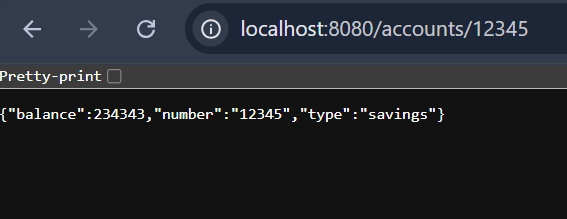 localhost:8080/accounts/12345
Pretty-print
{"balance":234343,"number":"12345","type":"savings"}